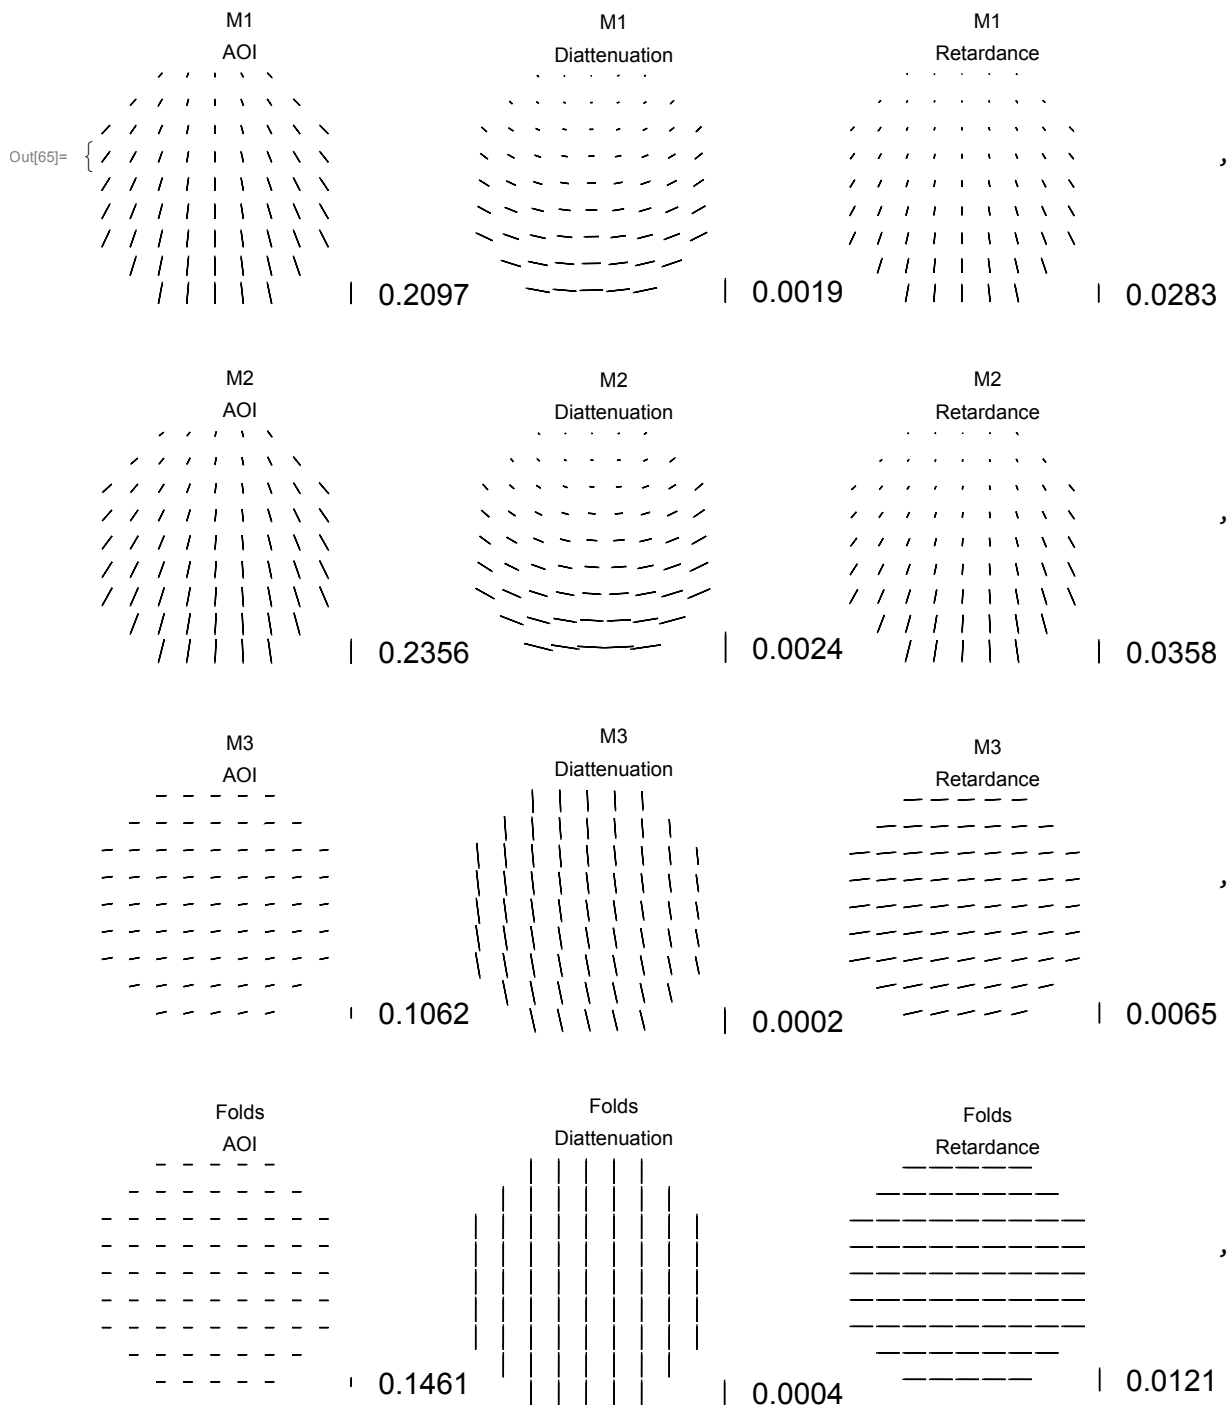 M1 M1 M1
AOI Diattenuation Retardance
Out[65]= { ,
0.2097 0.0019 0.0283
M2 M2 M2
AOI Diattenuation Retardance
,
0.2356 0.0024 0.0358
M3 M3 M3
AOI Diattenuation Retardance
,
0.1062 0.0002 0.0065
Folds Folds Folds
AOI Diattenuation Retardance
,
0.1461 0.0004 0.0121